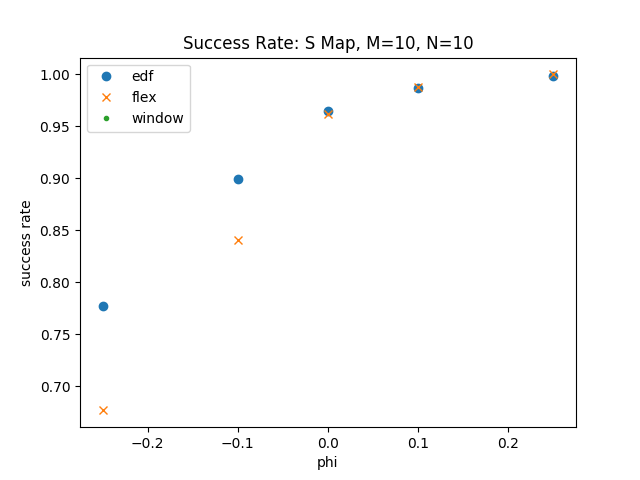 Success Rate: S Map, M=10, N=10
edf
flex
window
success rate
1.00
0.95
0.90
0.85
0.80
0.75
0.70
−0.2
−0.1
0.0
0.1
0.2
phi